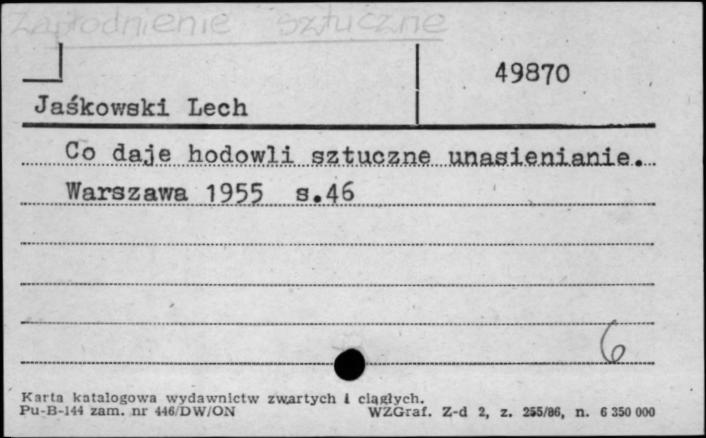 Zapłodnienie sztuczne
49870
Jaśkowski Lech
Co daje hodowli sztuczne unasienianie.
Warszawa 1955 s.46
6
Karta katalogowa wydawnictw zwartych i ciągłych.
Pu-B-144 zam. nr 446/DW/ON WZGraf. Z-d 2, z. 255/86, n. 6 350 000